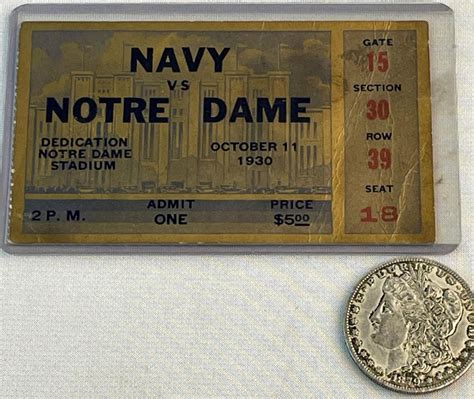 NAVY
VS
NOTRE DAME
DEDICATION
NOTRE DAME
STADIUM
OCTOBER 11
1930
2 P. M.
ADMIT
ONE
PRICE
$5.00
GATE
15
SECTION
30
ROW
39
SEAT
18